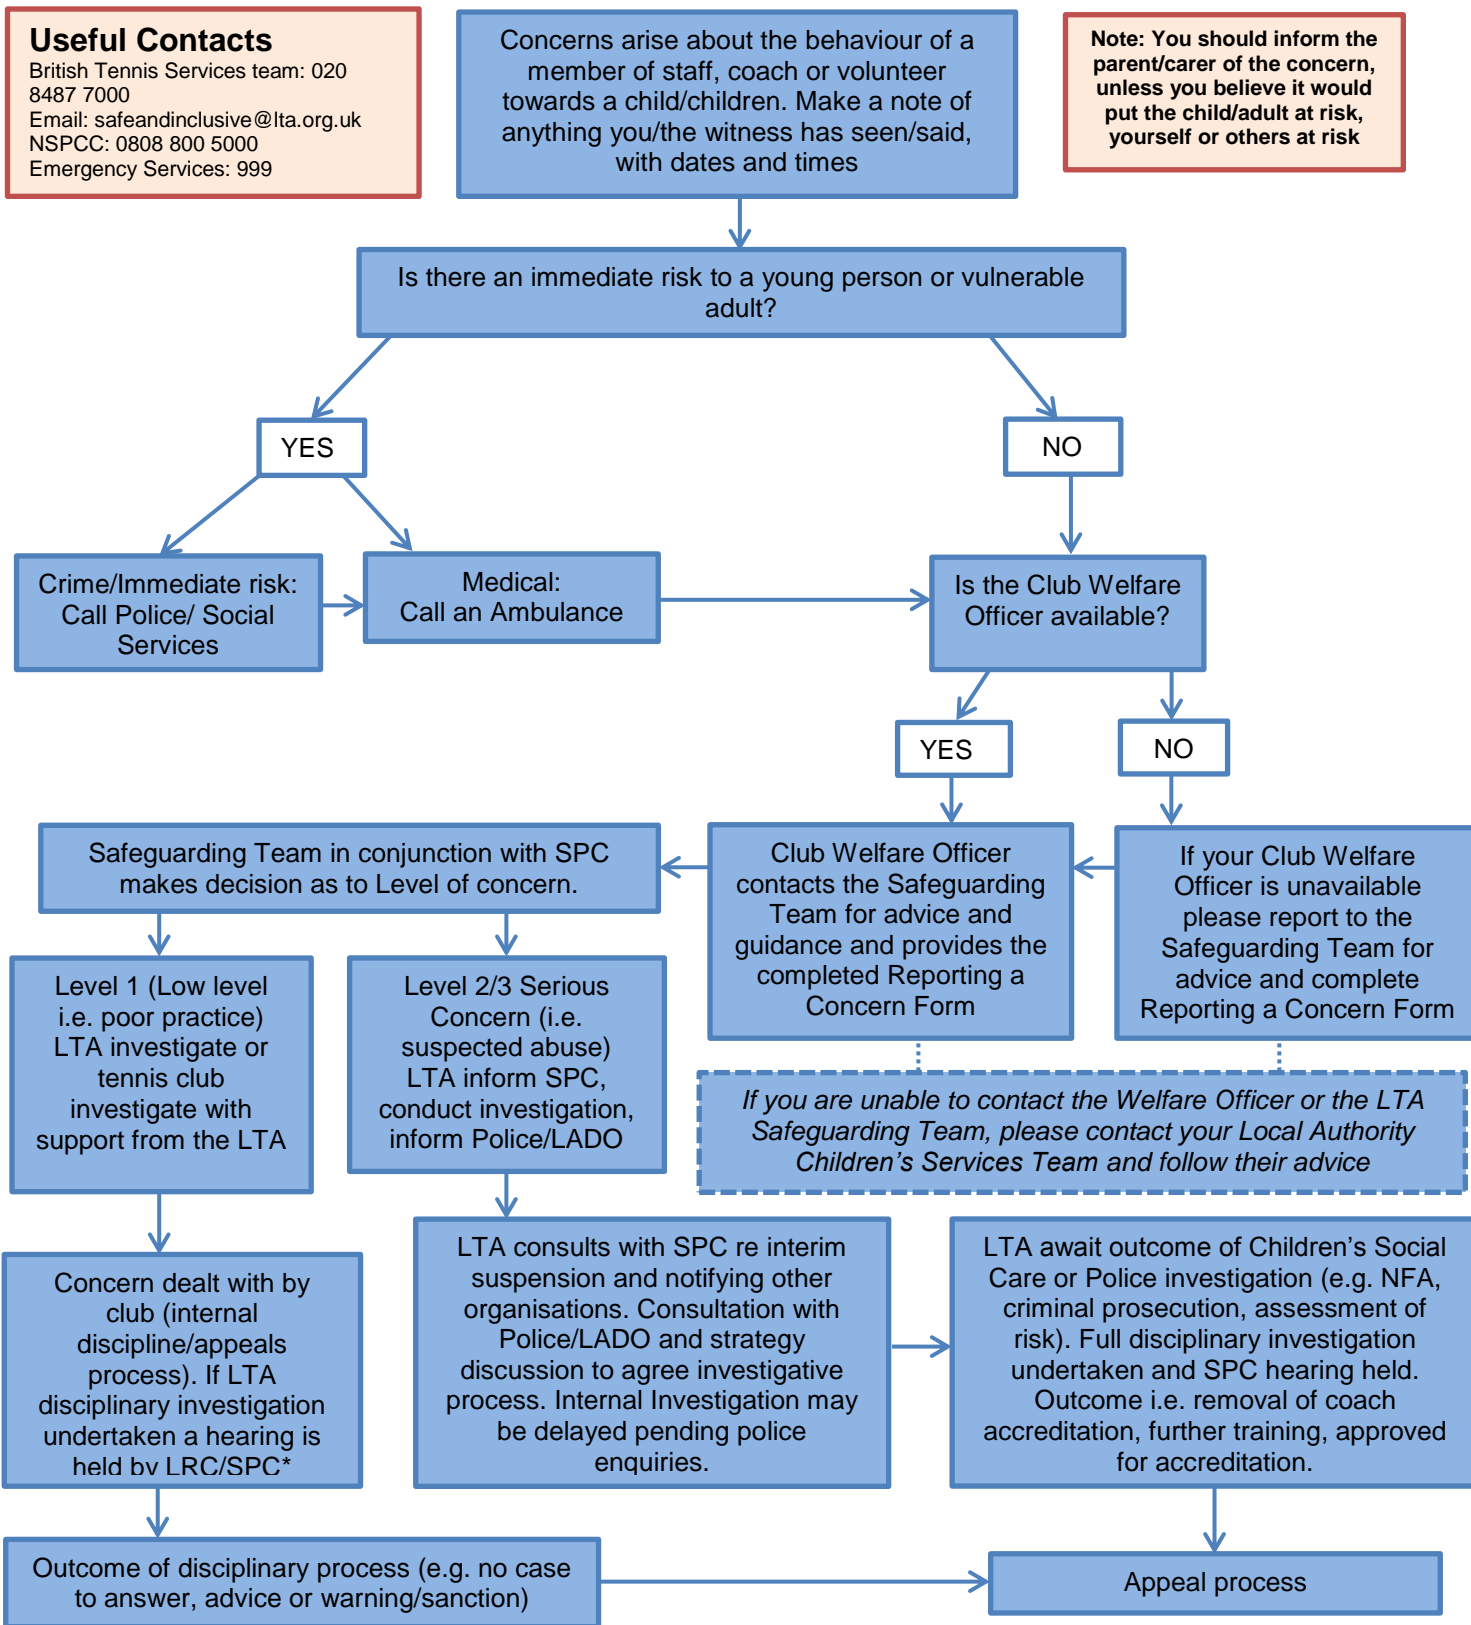 Useful Contacts
British Tennis Services team: 020
8487 7000
Email: safeandinclusive@lta.org.uk
NSPCC: 0808 800 5000
Emergency Services: 999
Concerns arise about the behaviour of a
member of staff, coach or volunteer
towards a child/children. Make a note of
anything you/the witness has seen/said,
with dates and times
Note: You should inform the
parent/carer of the concern,
unless you believe it would
put the child/adult at risk,
yourself or others at risk
Is there an immediate risk to a young person or vulnerable
adult?
YES
NO
Crime/Immediate risk:
Call Police/ Social
Services
Medical:
Call an Ambulance
Is the Club Welfare
Officer available?
YES
NO
Safeguarding Team in conjunction with SPC
makes decision as to Level of concern.
Club Welfare Officer
contacts the Safeguarding
Team for advice and
guidance and provides the
completed Reporting a
Concern Form
If your Club Welfare
Officer is unavailable
please report to the
Safeguarding Team for
advice and complete
Reporting a Concern Form
Level 1 (Low level
i.e. poor practice)
LTA investigate or
tennis club
investigate with
support from the LTA
Level 2/3 Serious
Concern (i.e.
suspected abuse)
LTA inform SPC,
conduct investigation,
inform Police/LADO
If you are unable to contact the Welfare Officer or the LTA
Safeguarding Team, please contact your Local Authority
Children’s Services Team and follow their advice
Concern dealt with by
club (internal
discipline/appeals
process). If LTA
disciplinary investigation
undertaken a hearing is
held by LRC/SPC*
LTA consults with SPC re interim
suspension and notifying other
organisations. Consultation with
Police/LADO and strategy
discussion to agree investigative
process. Internal Investigation may
be delayed pending police
enquiries.
LTA await outcome of Children’s Social
Care or Police investigation (e.g. NFA,
criminal prosecution, assessment of
risk). Full disciplinary investigation
undertaken and SPC hearing held.
Outcome i.e. removal of coach
accreditation, further training, approved
for accreditation.
Outcome of disciplinary process (e.g. no case
to answer, advice or warning/sanction)
Appeal process